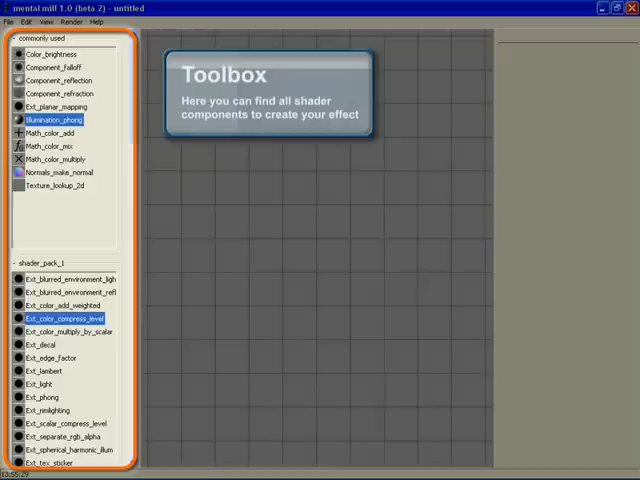 mental mill 1.0 (beta 2) - untitled
File Edit View Render Help
- commonly used
Color_brightness
Component_falloff
Component_reflection
Component_refraction
Ext_planar_mapping
Illumination_phong
Math_color_add
Math_color_mix
Math_color_multiply
Normals_make_normal
Texture_lookup_2d
Toolbox
Here you can find all shader
components to create your effect
- shader_pack_1
Ext_blurred_environment_ligh
Ext_blurred_environment_refl
Ext_color_add_weighted
Ext_color_compress_level
Ext_color_multiply_by_scalar
Ext_decal
Ext_edge_factor
Ext_lambert
Ext_light
Ext_phong
Ext_rimlighting
Ext_scalar_compress_level
Ext_separate_rgb_alpha
Ext_spherical_harmonic_illum
Ext_tex_sticker